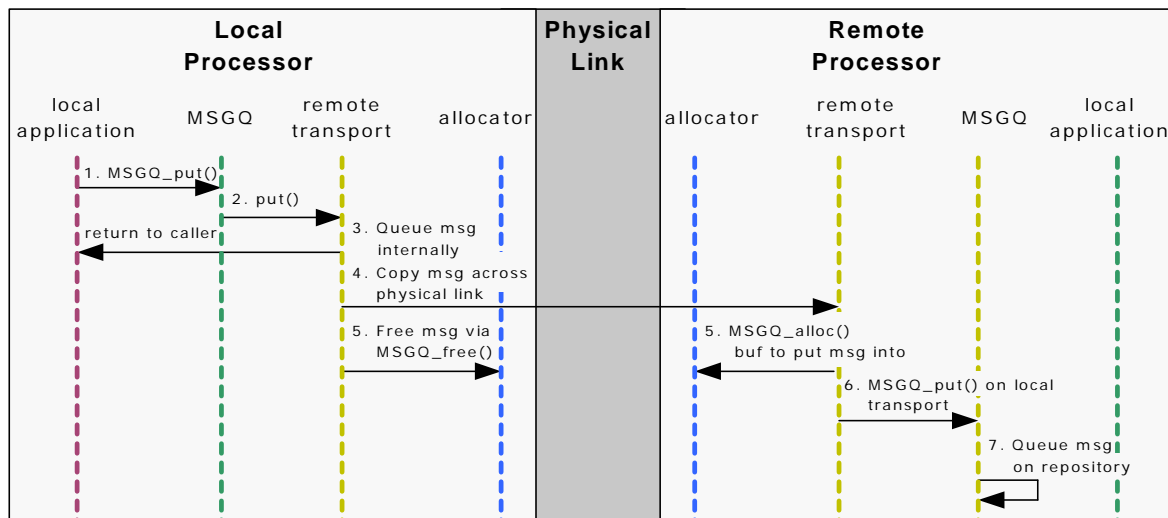 Local
Processor
Physical
Link
Remote
Processor
local
application
MSGQ
remote
transport
allocator
allocator
remote
transport
MSGQ
local
application
1. MSGQ_put()
2. put()
return to caller
3. Queue msg
internally
4. Copy msg across
physical link
5. Free msg via
MSGQ_free()
5. MSGQ_alloc()
buf to put msg into
6. MSGQ_put() on local
transport
7. Queue msg
on repository